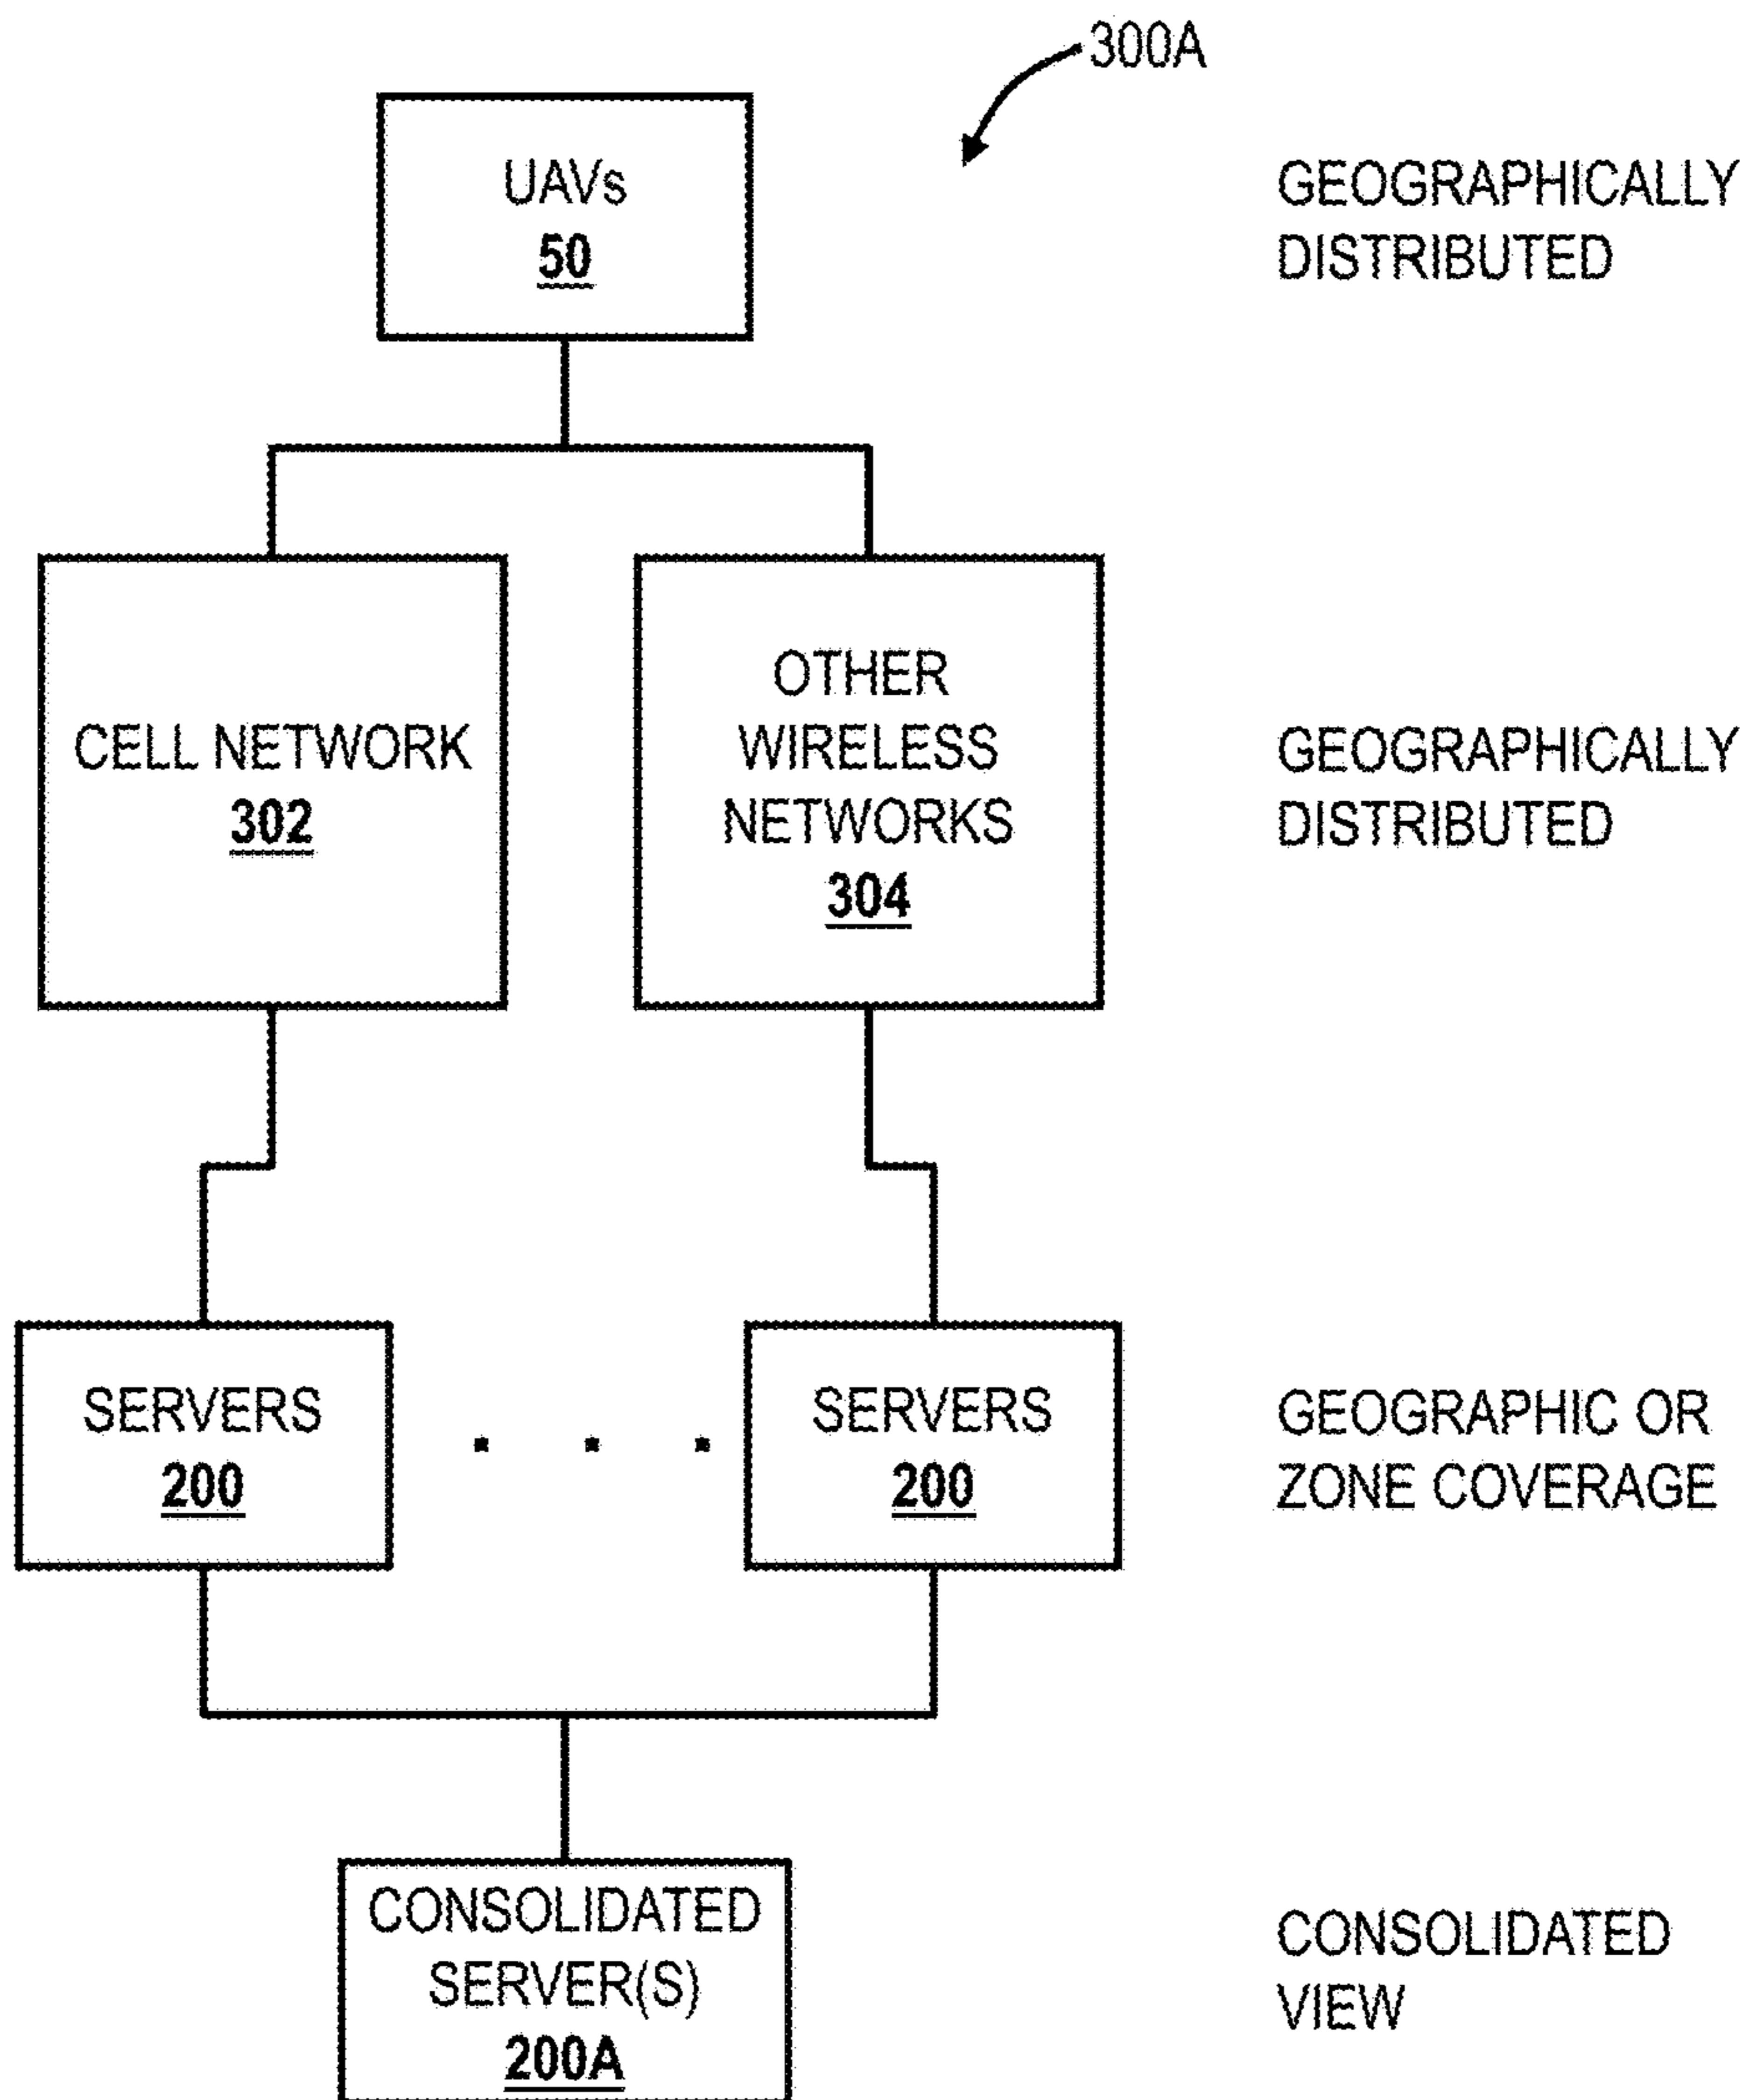 300A
UAVs
50
GEOGRAPHICALLY
DISTRIBUTED
CELL NETWORK
302
OTHER
WIRELESS
NETWORKS
304
GEOGRAPHICALLY
DISTRIBUTED
SERVERS
200
. . .
SERVERS
200
GEOGRAPHIC OR
ZONE COVERAGE
CONSOLIDATED
SERVER(S)
200A
CONSOLIDATED
VIEW